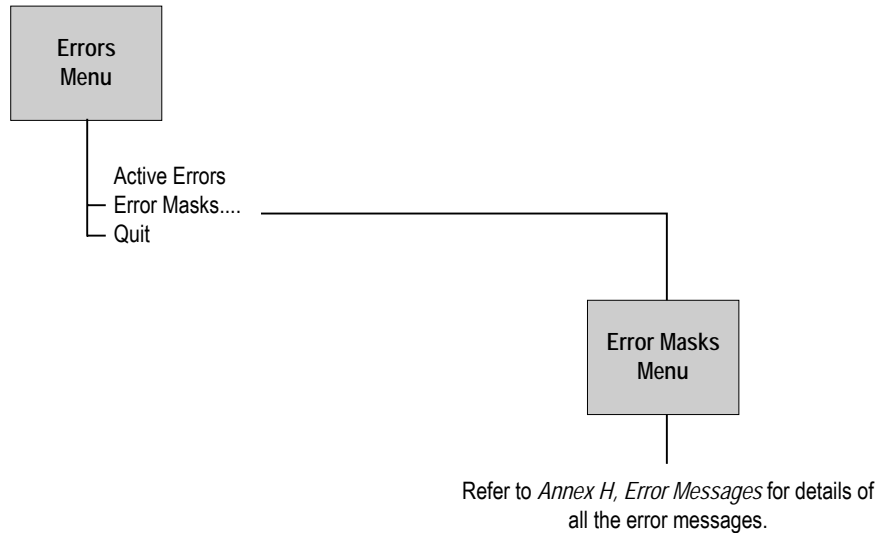 Errors
Menu
Active Errors
Error Masks....
Quit
Error Masks
Menu
Refer to Annex H, Error Messages for details of
all the error messages.